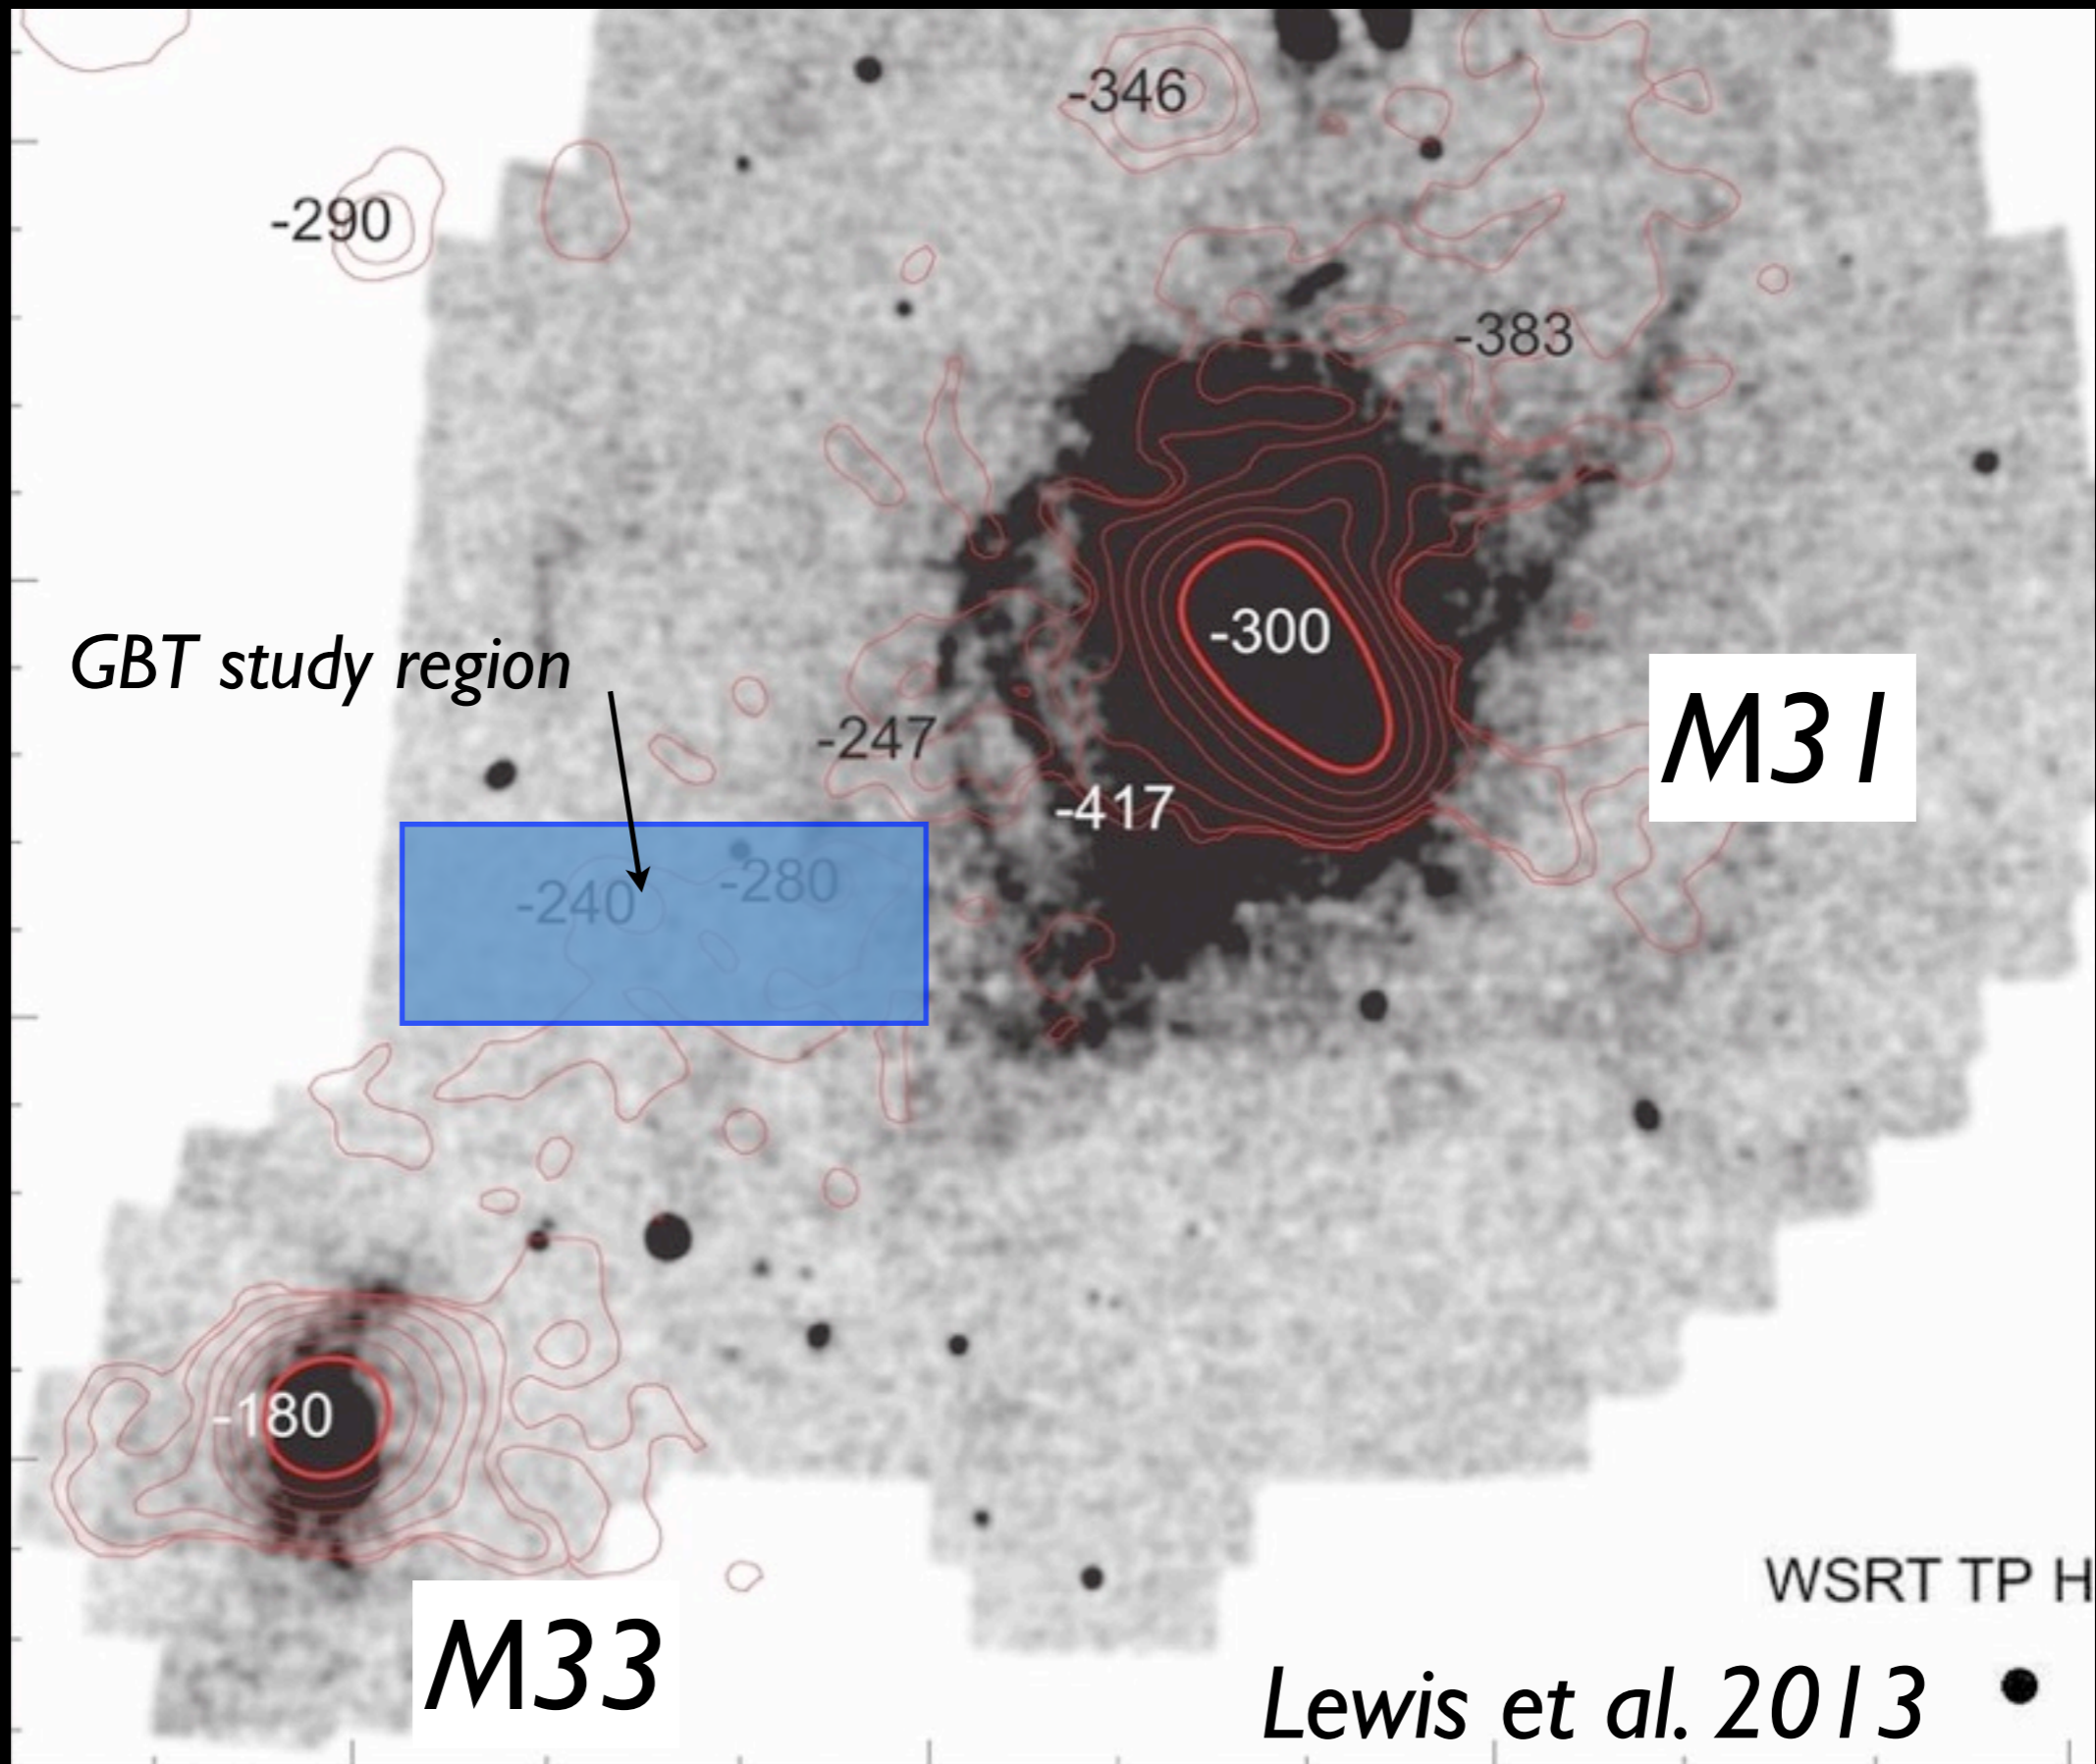 -346
-290
-383
-300
GBT study region
M31
-247
-417
-280
-240
-180
WSRT TP H
M33
Lewis et al. 2013